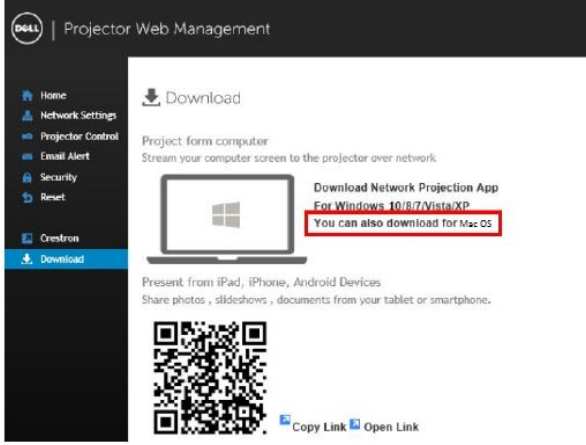 DELL | Projector Web Management
Home
Network Settings
Projector Control
Email Alert
Security
Reset
Crestron
Download
Download
Project form computer
Stream your computer screen to the projector over network
Download Network Projection App
For Windows 10/8/7/Vista/XP
You can also download for Mac OS
Present from iPad, iPhone, Android Devices
Share photos , slideshows , documents from your tablet or smartphone.
Copy Link Open Link